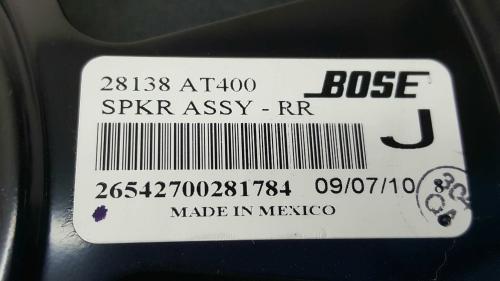 28138 AT400 BOSE
SPKR ASSY - RR
J
26542700281784 09/07/10
MADE IN MEXICO